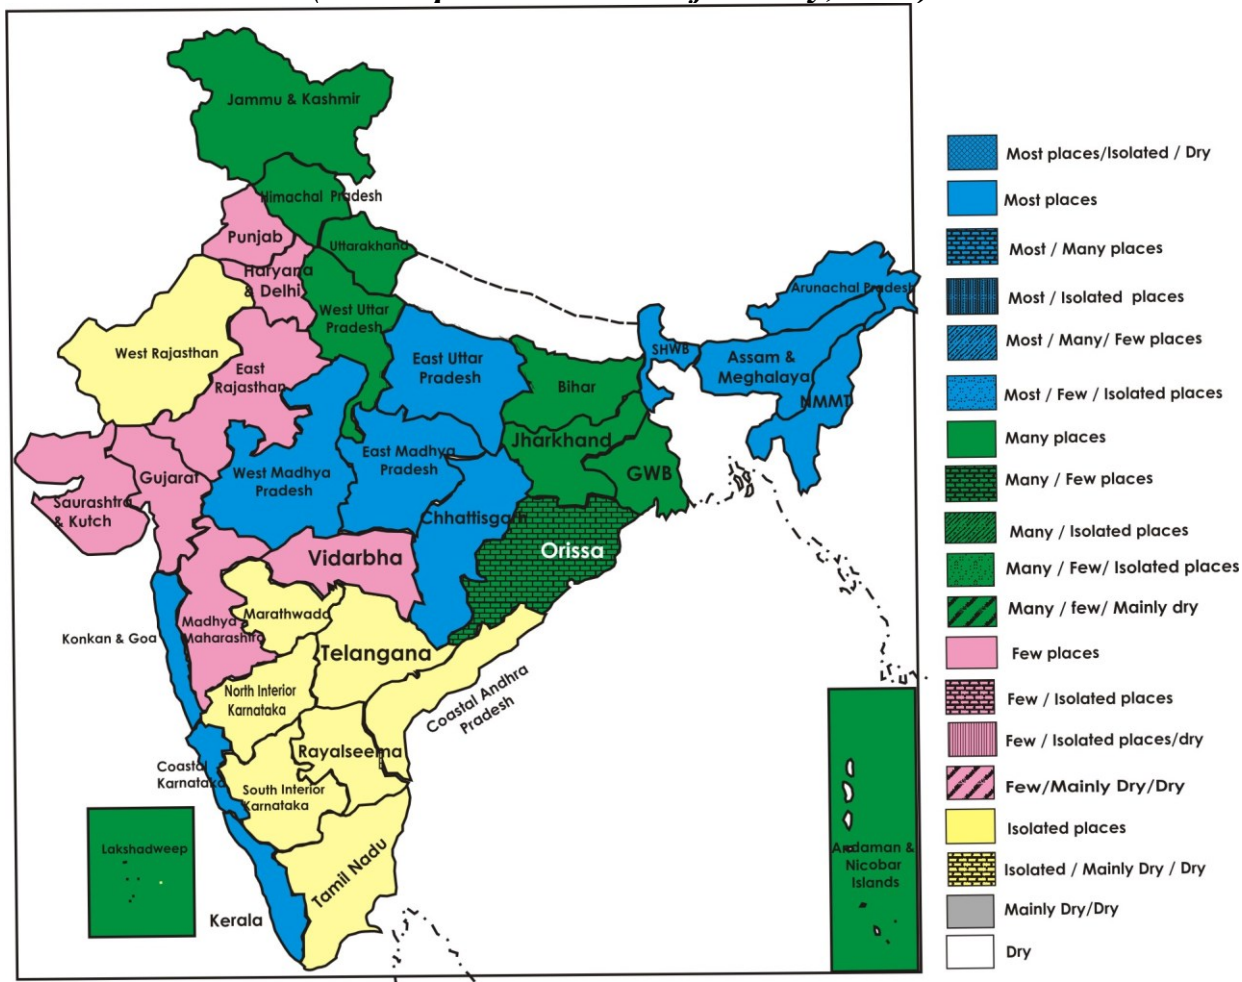 Jammu & Kashmir
Himachal Pradesh
Punjab
Uttarakhand
Haryana
& Delhi
West Uttar
Pradesh
Arunachal Pradesh
West Rajasthan
East
Rajasthan
East Uttar
Pradesh
SHWB
Assam &
Meghalaya
NMMT
Bihar
Jharkhand
GWB
Gujarat
West Madhya
Pradesh
East Madhya
Pradesh
Saurashtra
& Kutch
Chhattisgarh
Orissa
Vidarbha
Konkan & Goa
Madhya
Maharashtra
Marathwada
Telangana
North Interior
Karnataka
Coastal Andhra
Pradesh
Rayalseema
Coastal
Karnataka
South Interior
Karnataka
Lakshadweep
Tamil Nadu
Kerala
Andaman &
Nicobar
Islands
Most places/Isolated / Dry
Most places
Most / Many places
Most / Isolated places
Most / Many/ Few places
Most / Few / Isolated places
Many places
Many / Few places
Many / Isolated places
Many / Few/ Isolated places
Many / few/ Mainly dry
Few places
Few / Isolated places
Few / Isolated places/dry
Few/Mainly Dry/Dry
Isolated places
Isolated / Mainly Dry / Dry
Mainly Dry/Dry
Dry